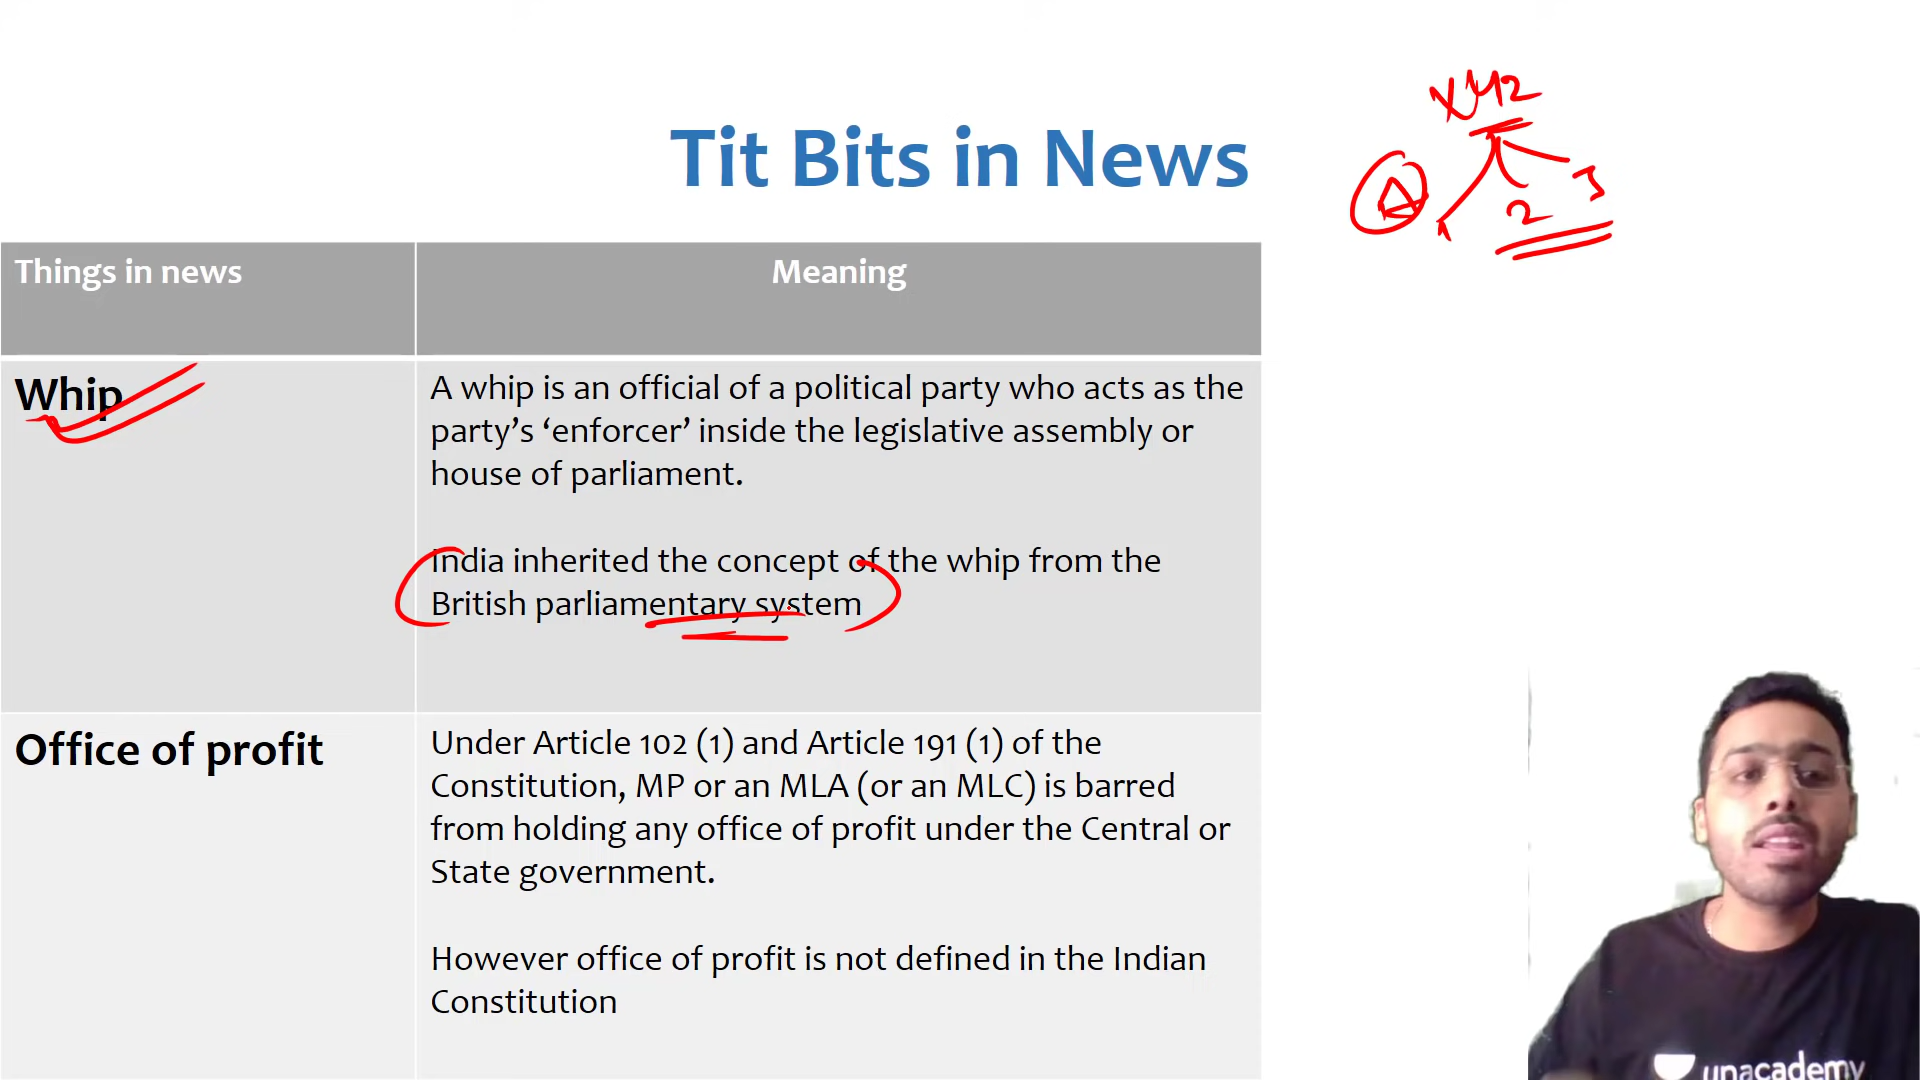 Tit Bits in News
XYZ
A
2
3
Things in news
Meaning
Whip
A whip is an official of a political party who acts as the
party’s ‘enforcer’ inside the legislative assembly or
house of parliament.
India inherited the concept of the whip from the
British parliamentary system
Office of profit
Under Article 102 (1) and Article 191 (1) of the
Constitution, MP or an MLA (or an MLC) is barred
from holding any office of profit under the Central or
State government.
However office of profit is not defined in the Indian
Constitution
unacademy